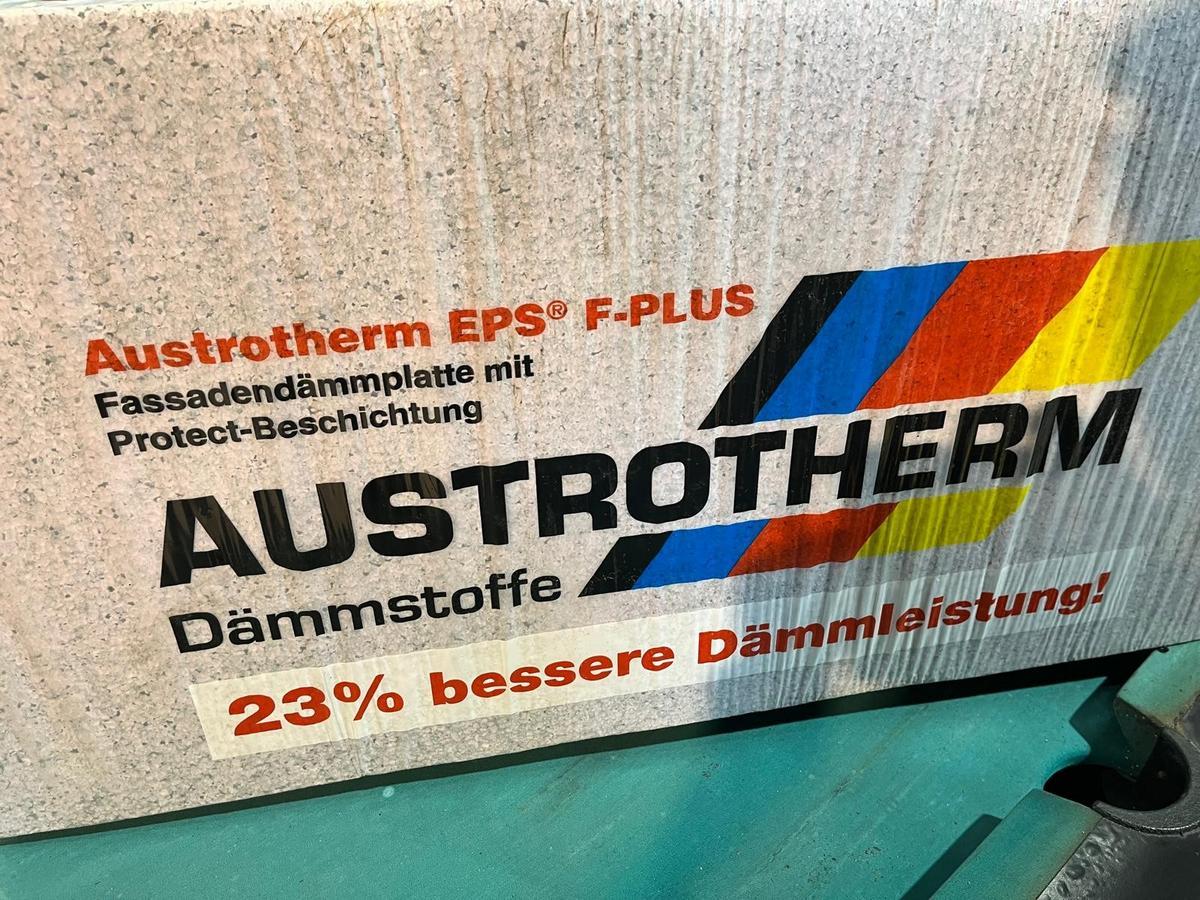 Austrotherm EPS® F-PLUS
Fassadendämmplatte mit
Protect-Beschichtung
AUSTROTHERM
Dämmstoffe
23% bessere Dämmleistung!